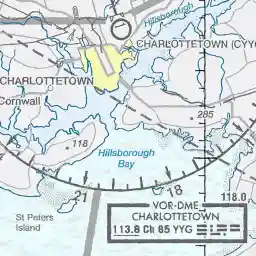 Hillsborough
CHARLOTTETOWN (CYYG
CHARLOTTETOWN
Cornwall
285
118
Hillsborough
Bay
21
18
118.0
St Peters
Island
VOR-DME
CHARLOTTETOWN
113.8 Ch 85 YYG